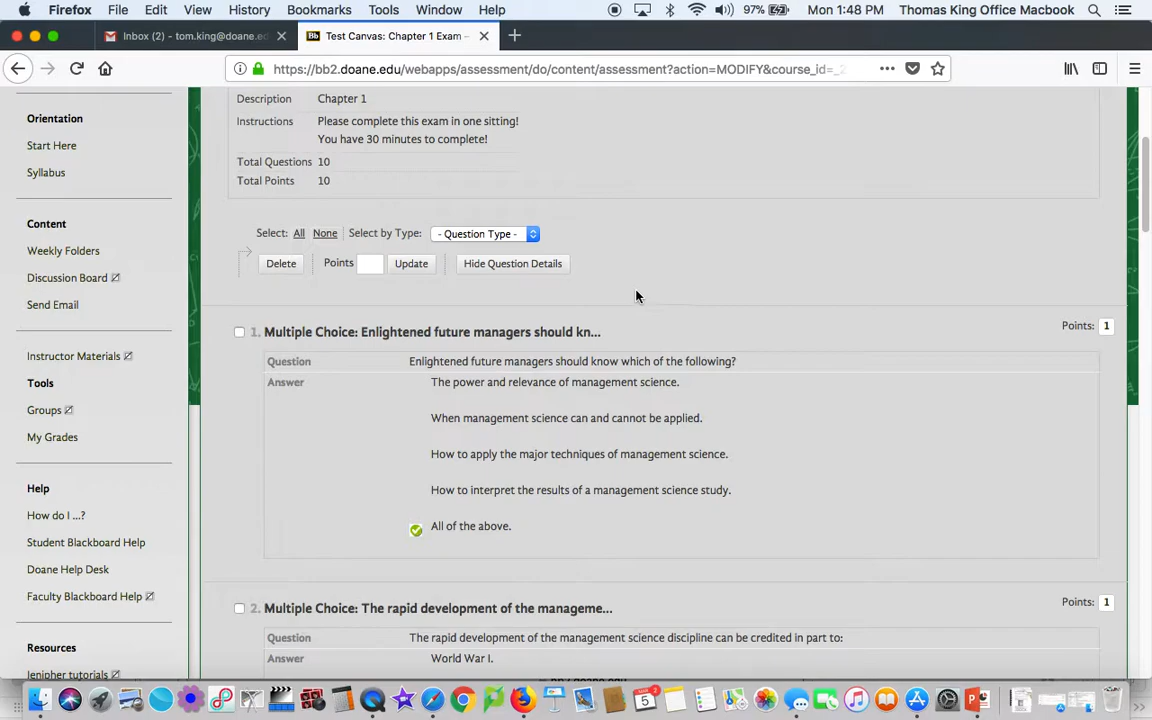 Firefox File Edit View History Bookmarks Tools Window Help 97% Mon 1:48 PM Thomas King Office Macbook
Inbox (2) - tom.king@doane.ed
Bb Test Canvas: Chapter 1 Exam –
https://bb2.doane.edu/webapps/assessment/do/content/assessment?action=MODIFY&course_id=_2
Orientation
Start Here
Syllabus
Content
Weekly Folders
Discussion Board
Send Email
Instructor Materials
Tools
Groups
My Grades
Help
How do I ...?
Student Blackboard Help
Doane Help Desk
Faculty Blackboard Help
Resources
Jenipher tutorials
Description Chapter 1
Instructions Please complete this exam in one sitting!
You have 30 minutes to complete!
Total Questions 10
Total Points 10
Select: All None Select by Type: - Question Type -
Delete Points Update Hide Question Details
1. Multiple Choice: Enlightened future managers should kn... Points: 1
Question Enlightened future managers should know which of the following?
Answer The power and relevance of management science.
When management science can and cannot be applied.
How to apply the major techniques of management science.
How to interpret the results of a management science study.
All of the above.
2. Multiple Choice: The rapid development of the manageme... Points: 1
Question The rapid development of the management science discipline can be credited in part to:
Answer World War I.